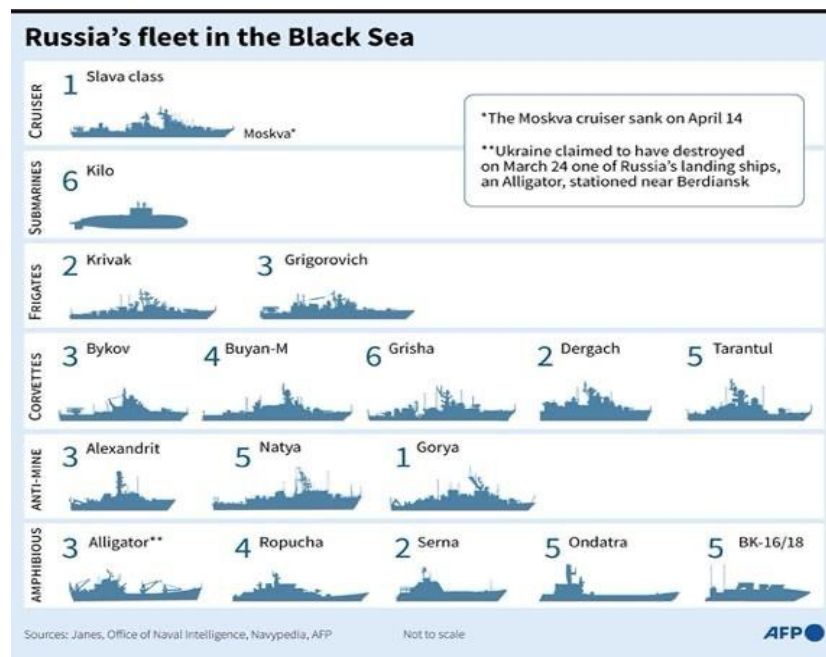 Russia's fleet in the Black Sea
CRUISER
1 Slava class
Moskva*
*The Moskva cruiser sank on April 14
**Ukraine claimed to have destroyed
on March 24 one of Russia's landing ships,
an Alligator, stationed near Berdiansk
SUBMARINES
6 Kilo
FRIGATES
2 Krivak 3 Grigorovich
CORVETTES
3 Bykov 4 Buyan-M 6 Grisha 2 Dergach 5 Tarantul
ANTI-MINE
3 Alexandrit 5 Natya 1 Gorya
AMPHIBIOUS
3 Alligator** 4 Ropucha 2 Serna 5 Ondatra 5 BK-16/18
Sources: Janes, Office of Naval Intelligence, Navypedia, AFP Not to scale AFP